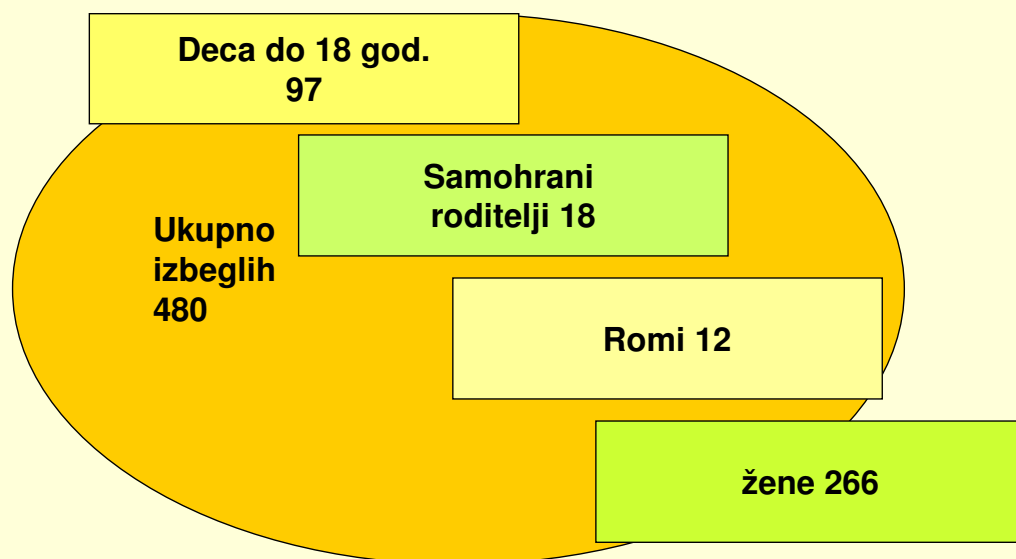 Deca do 18 god.
97
Samohrani
roditelji 18
Ukupno
izbeglih
480
Romi 12
žene 266